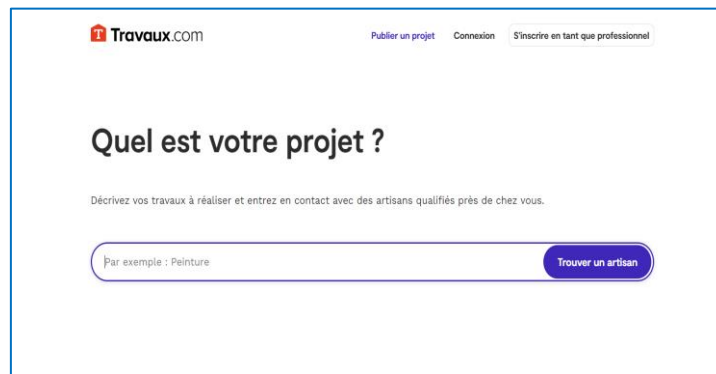 T Travaux.com
Publier un projet Connexion S'inscrire en tant que professionnel
Quel est votre projet ?
Décrivez vos travaux à réaliser et entrez en contact avec des artisans qualifiés près de chez vous.
Par exemple : Peinture Trouver un artisan